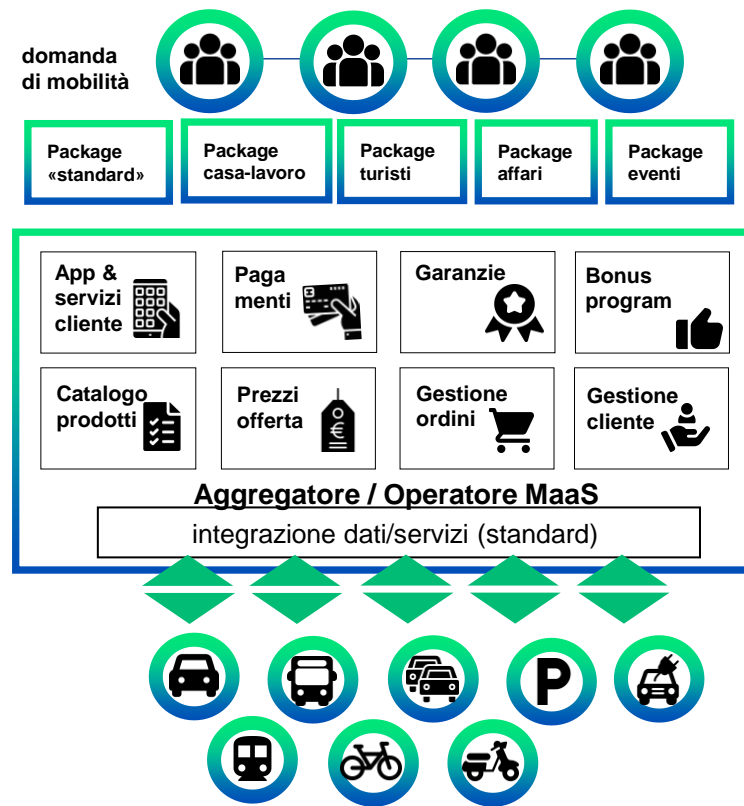 domanda
di mobilità
Package
«standard»
Package
casa-lavoro
Package
turisti
Package
affari
Package
eventi
App &
servizi
cliente
Paga
menti
Garanzie
Bonus
program
Catalogo
prodotti
Prezzi
offerta
€
Gestione
ordini
Gestione
cliente
Aggregatore / Operatore MaaS
integrazione dati/servizi (standard)
P